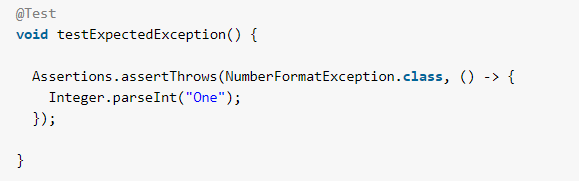 @Test
void testExpectedException() {
Assertions.assertThrows(NumberFormatException.class, () -> {
Integer.parseInt("One");
});
}